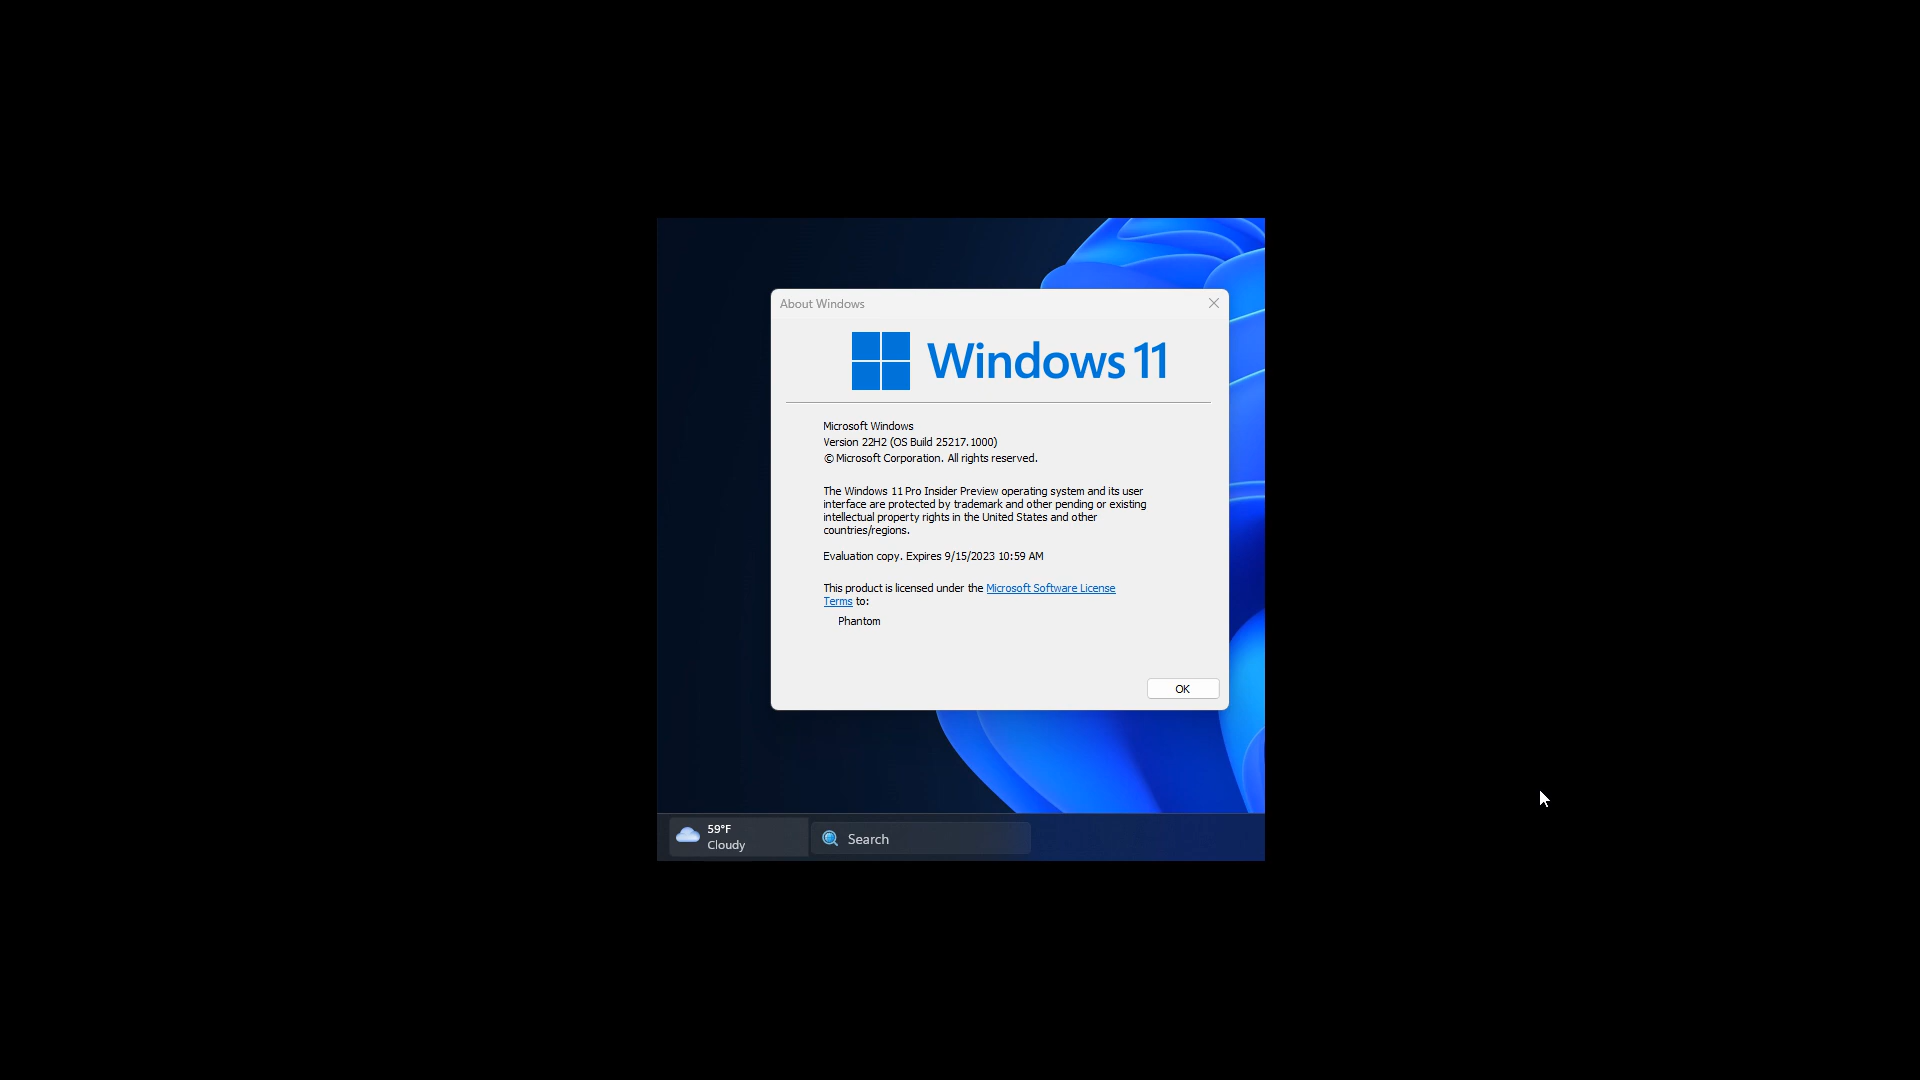 About Windows
Windows 11
Microsoft Windows
Version 22H2 (OS Build 25217.1000)
© Microsoft Corporation. All rights reserved.
The Windows 11 Pro Insider Preview operating system and its user
interface are protected by trademark and other pending or existing
intellectual property rights in the United States and other
countries/regions.
Evaluation copy. Expires 9/15/2023 10:59 AM
This product is licensed under the Microsoft Software License
Terms to:
Phantom
OK
59°F
Cloudy
Search